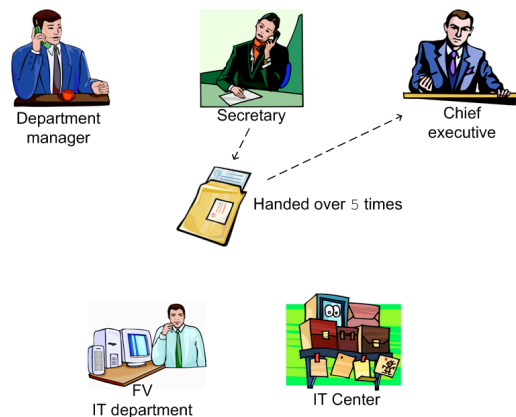 Department
manager
Secretary
Chief
executive
Handed over 5 times
FV
IT department
IT Center